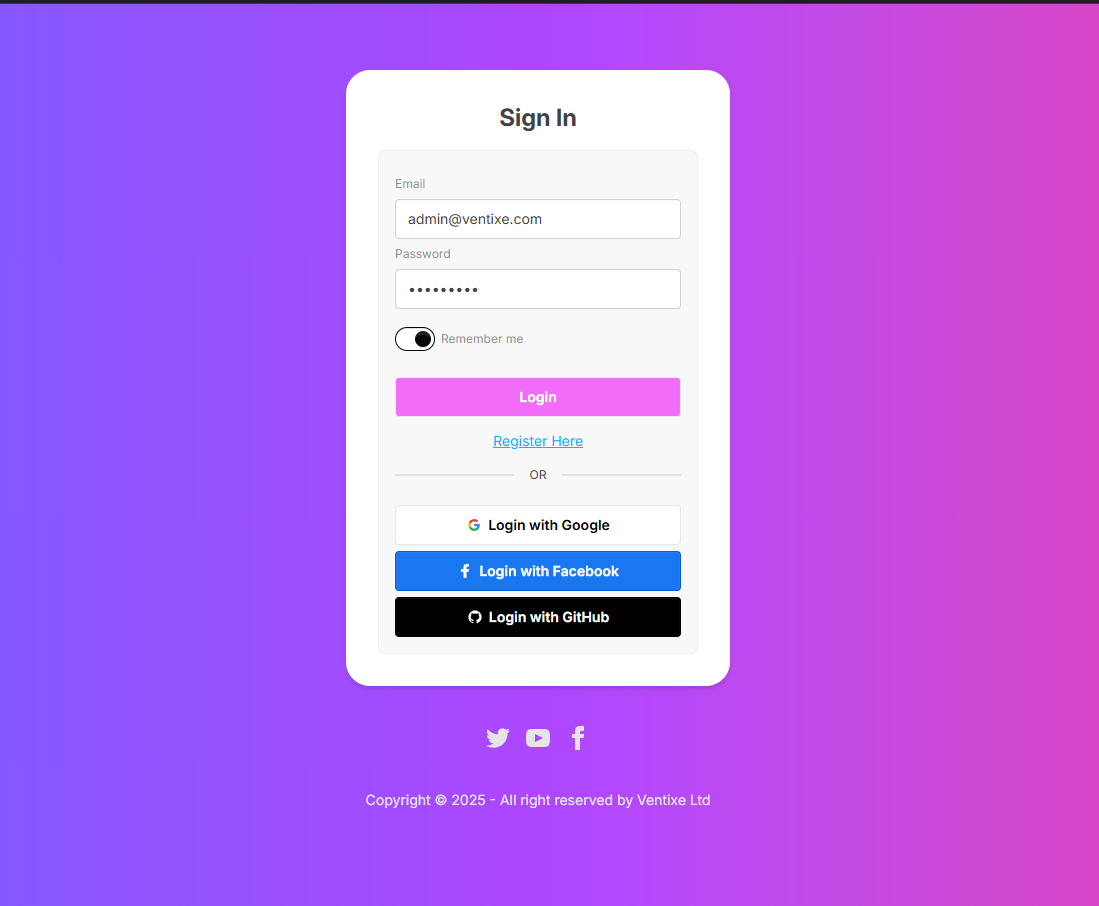 Sign In
Email
admin@ventixe.com
Password
•••••••••
Remember me
Login
Register Here
OR
Login with Google
Login with Facebook
Login with GitHub
Copyright © 2025 - All right reserved by Ventixe Ltd